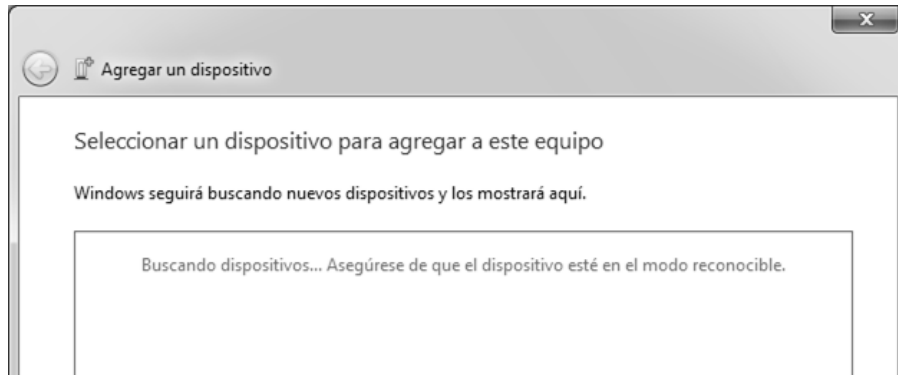 Agregar un dispositivo
Seleccionar un dispositivo para agregar a este equipo
Windows seguirá buscando nuevos dispositivos y los mostrará aquí.
Buscando dispositivos... Asegúrese de que el dispositivo esté en el modo reconocible.